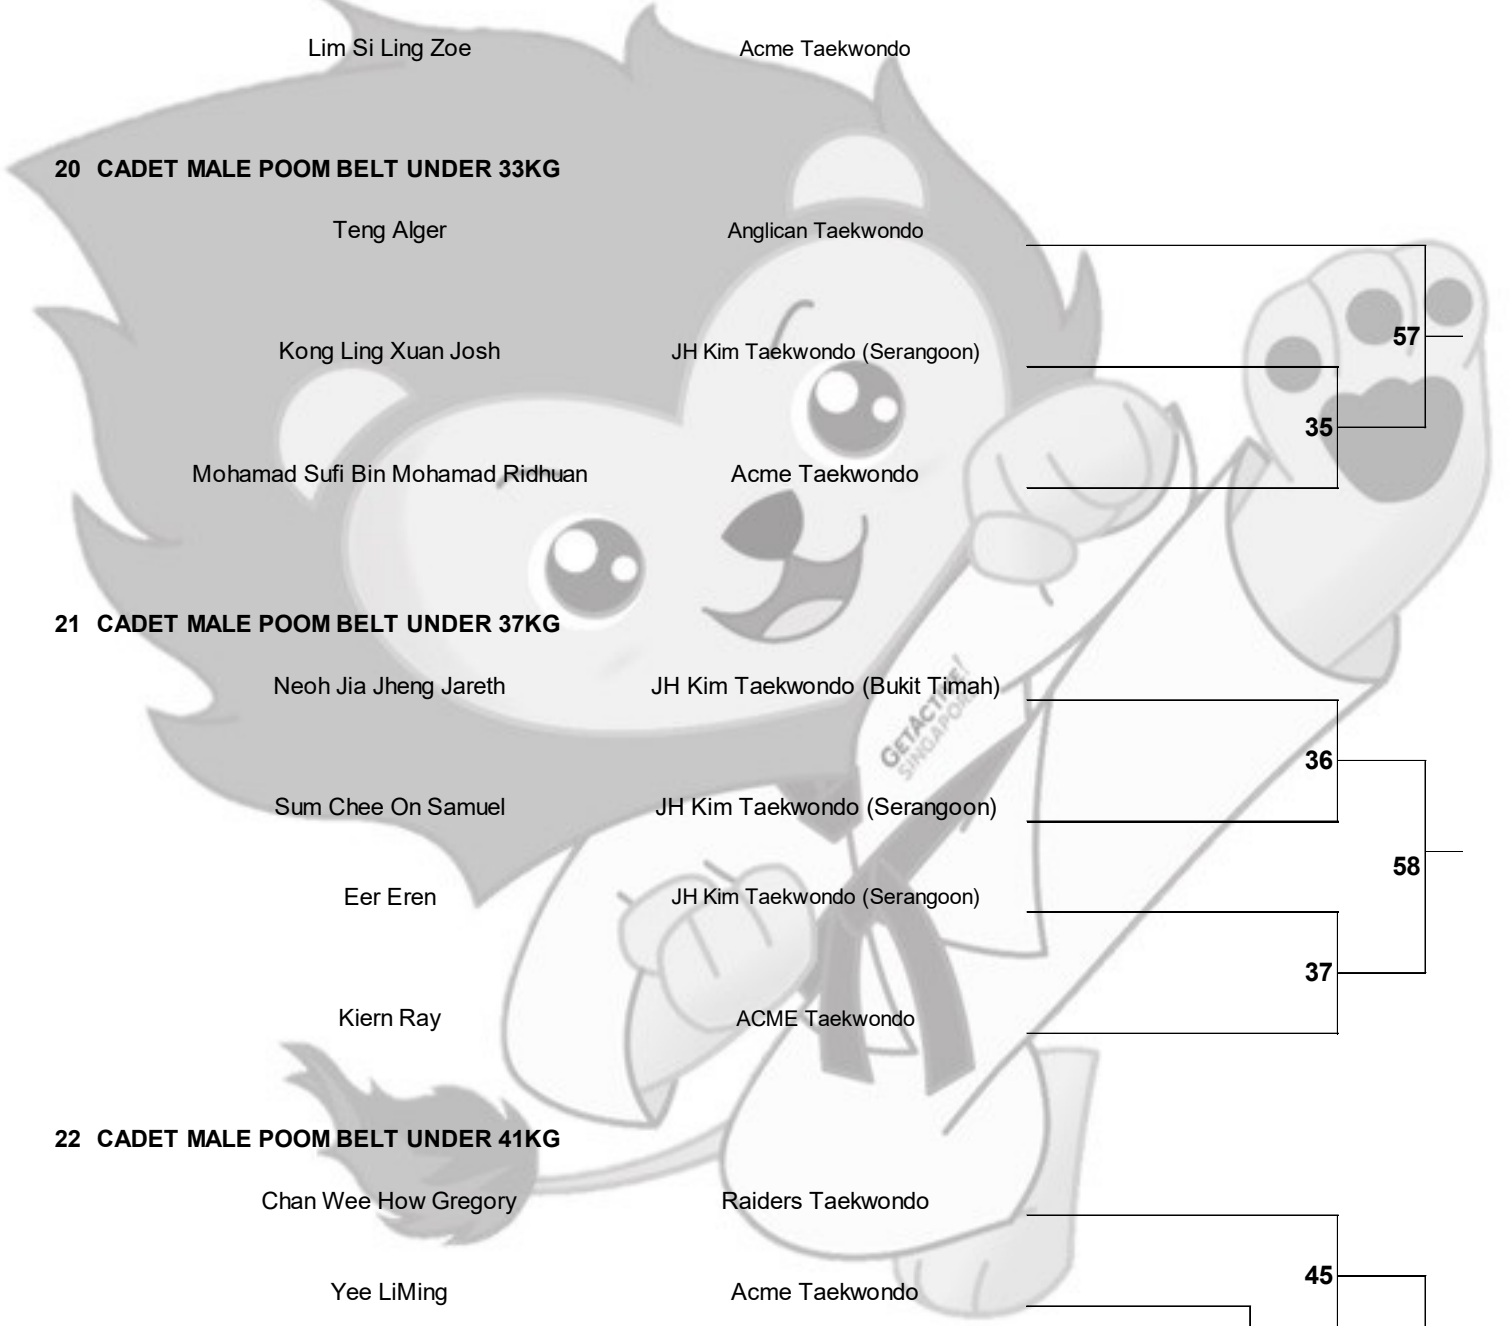 Lim Si Ling Zoe Acme Taekwondo
20 CADET MALE POOM BELT UNDER 33KG
Teng Alger Anglican Taekwondo
57
Kong Ling Xuan Josh JH Kim Taekwondo (Serangoon)
35
Mohamad Sufi Bin Mohamad Ridhuan Acme Taekwondo
21 CADET MALE POOM BELT UNDER 37KG
Neoh Jia Jheng Jareth JH Kim Taekwondo (Bukit Timah)
GETACTIVE!
SINGAPORE
36
Sum Chee On Samuel JH Kim Taekwondo (Serangoon)
58
Eer Eren JH Kim Taekwondo (Serangoon)
37
Kiern Ray ACME Taekwondo
22 CADET MALE POOM BELT UNDER 41KG
Chan Wee How Gregory Raiders Taekwondo
45
Yee LiMing Acme Taekwondo